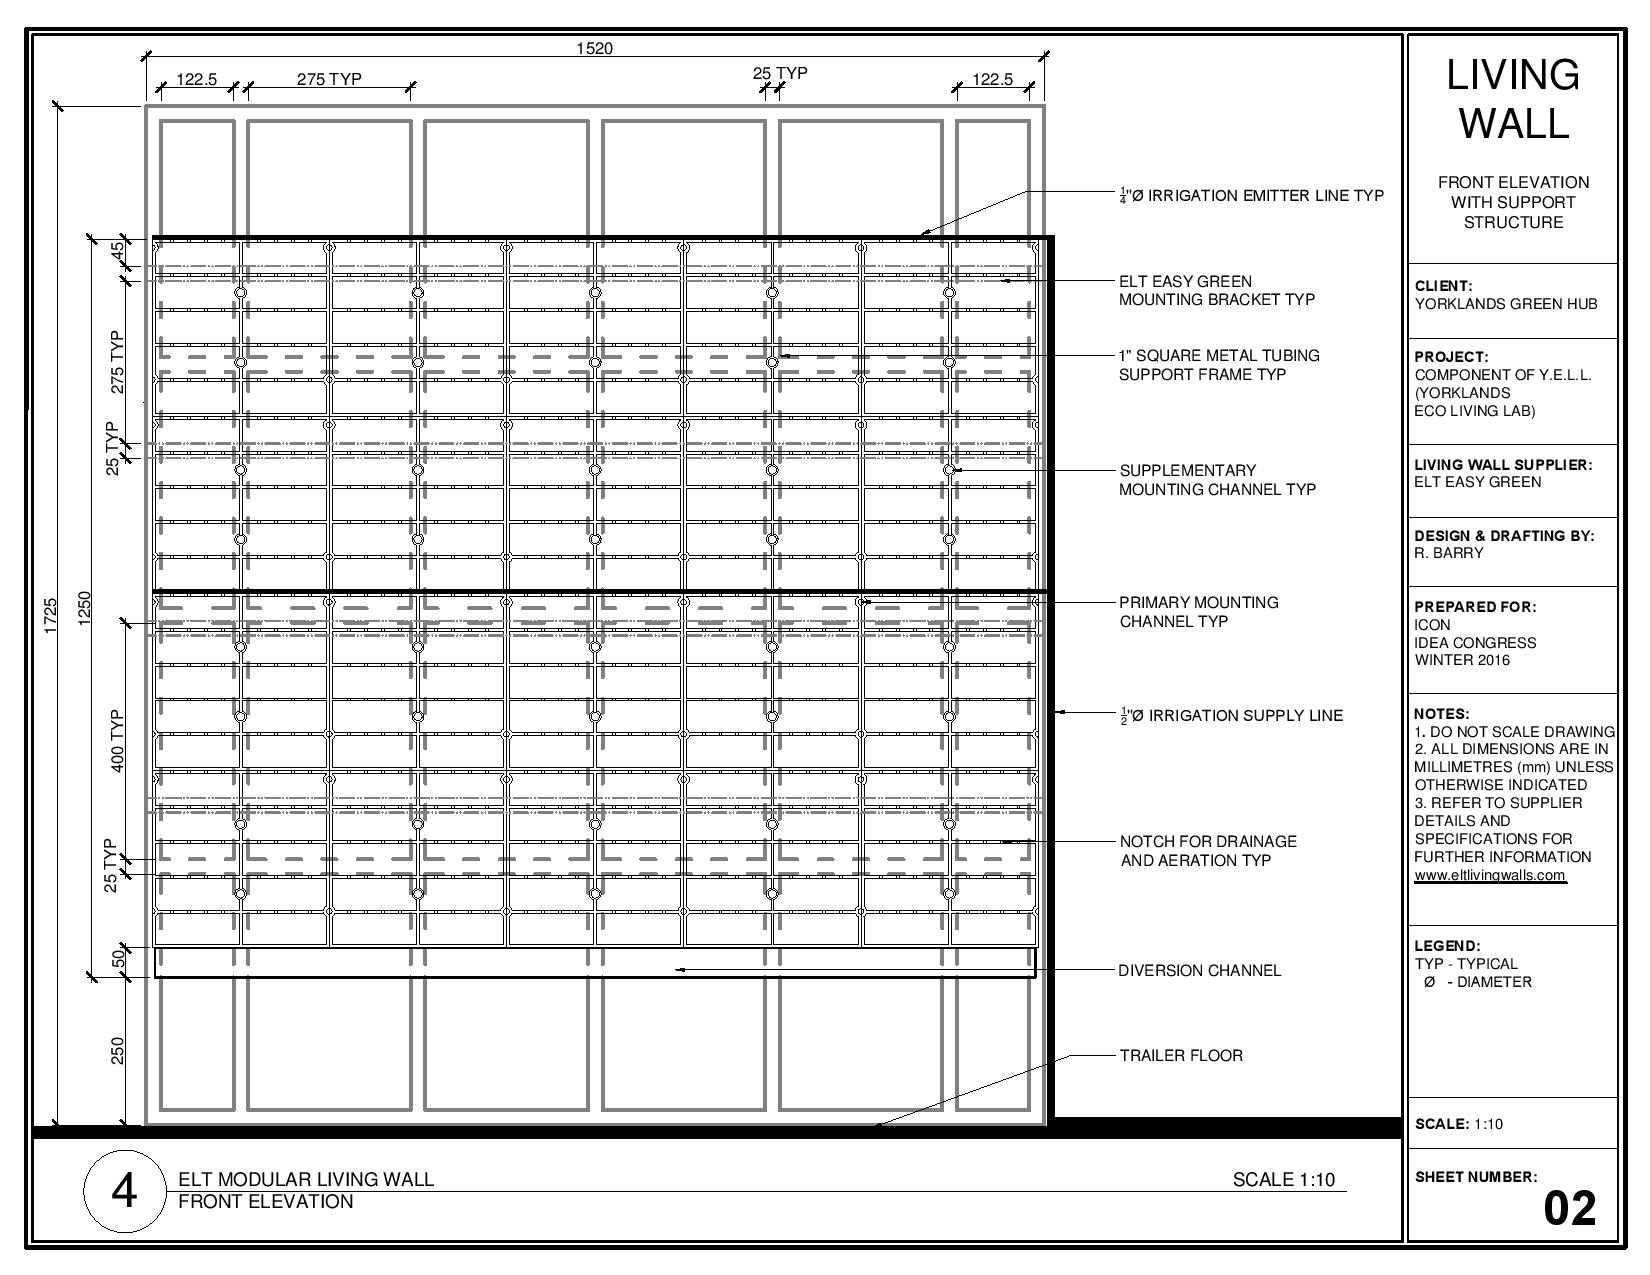 1520
122.5
275 TYP
25 TYP
122.5
45
275 TYP
25 TYP
1725
1250
400 TYP
25 TYP
50
250
1/4"Ø IRRIGATION EMITTER LINE TYP
ELT EASY GREEN
MOUNTING BRACKET TYP
1" SQUARE METAL TUBING
SUPPORT FRAME TYP
SUPPLEMENTARY
MOUNTING CHANNEL TYP
PRIMARY MOUNTING
CHANNEL TYP
1/2"Ø IRRIGATION SUPPLY LINE
NOTCH FOR DRAINAGE
AND AERATION TYP
DIVERSION CHANNEL
TRAILER FLOOR
4
ELT MODULAR LIVING WALL
FRONT ELEVATION
SCALE 1:10
LIVING
WALL
FRONT ELEVATION
WITH SUPPORT
STRUCTURE
CLIENT:
YORKLANDS GREEN HUB
PROJECT:
COMPONENT OF Y.E.L.L.
(YORKLANDS
ECO LIVING LAB)
LIVING WALL SUPPLIER:
ELT EASY GREEN
DESIGN & DRAFTING BY:
R. BARRY
PREPARED FOR:
ICON
IDEA CONGRESS
WINTER 2016
NOTES:
1. DO NOT SCALE DRAWING
2. ALL DIMENSIONS ARE IN
MILLIMETRES (mm) UNLESS
OTHERWISE INDICATED
3. REFER TO SUPPLIER
DETAILS AND
SPECIFICATIONS FOR
FURTHER INFORMATION
www.eltlivingwalls.com
LEGEND:
TYP - TYPICAL
Ø - DIAMETER
SCALE: 1:10
SHEET NUMBER:
02